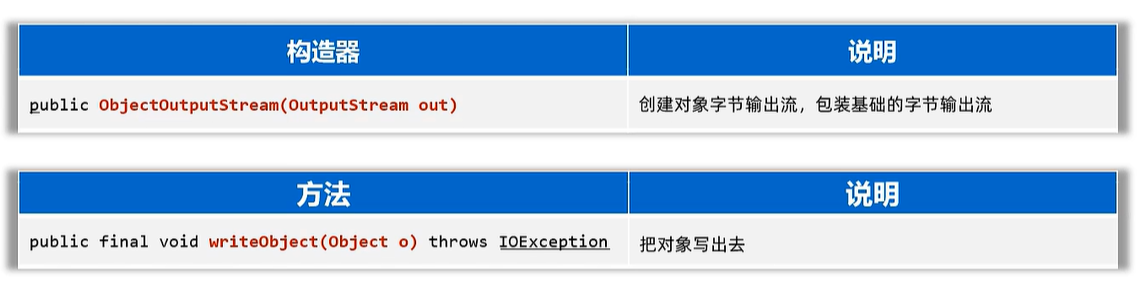 构造器 说明
public ObjectOutputStream(OutputStream out) 创建对象字节输出流，包装基础的字节输出流
方法 说明
public final void writeObject(Object o) throws IOException 把对象写出去